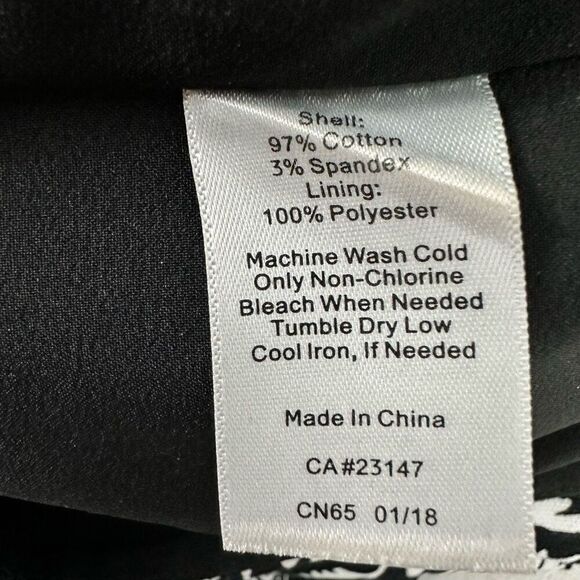 Shell:
97% Cotton
3% Spandex
Lining:
100% Polyester
Machine Wash Cold
Only Non-Chlorine
Bleach When Needed
Tumble Dry Low
Cool Iron, If Needed
Made In China
CA#23147
CN65 01/18